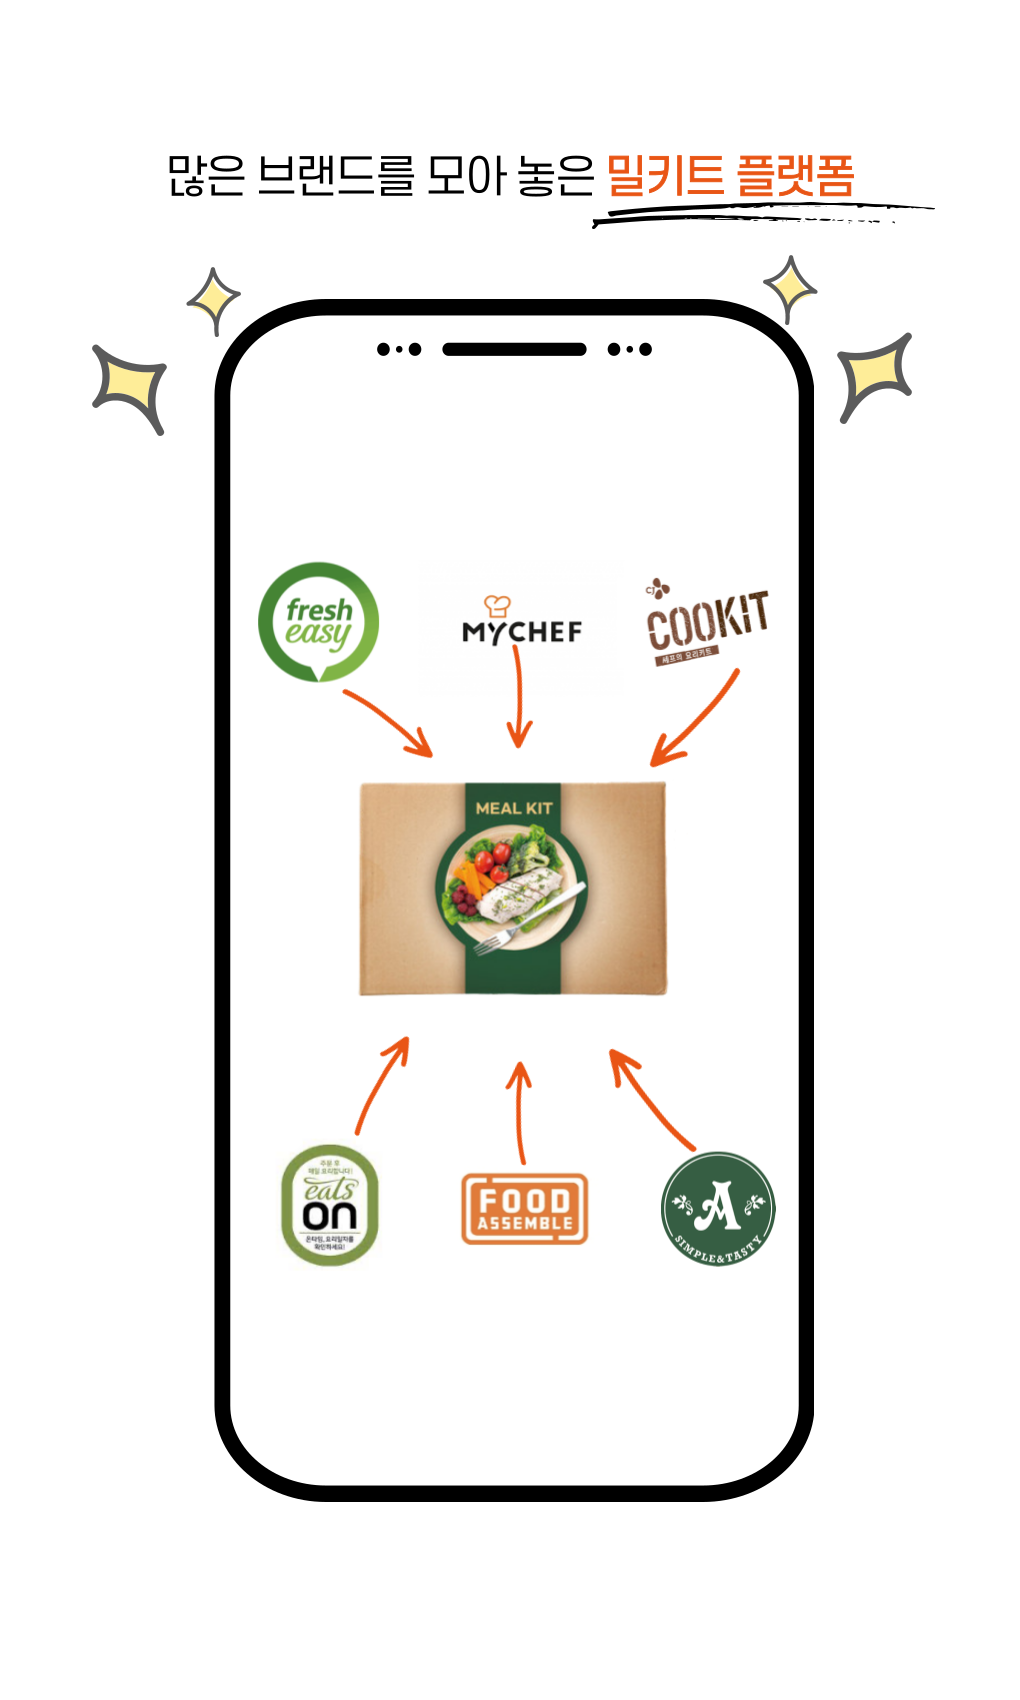 많은 브랜드를 모아 놓은 밀키트 플랫폼
fresh
easy
MYCHEF
CJ
COOKIT
셰프의 요리키트
MEAL KIT
주문 후
매일 요리합니다!
eats
on
온타임, 요리일자를
확인하세요!
FOOD
ASSEMBLE
A
SIMPLE&TASTY